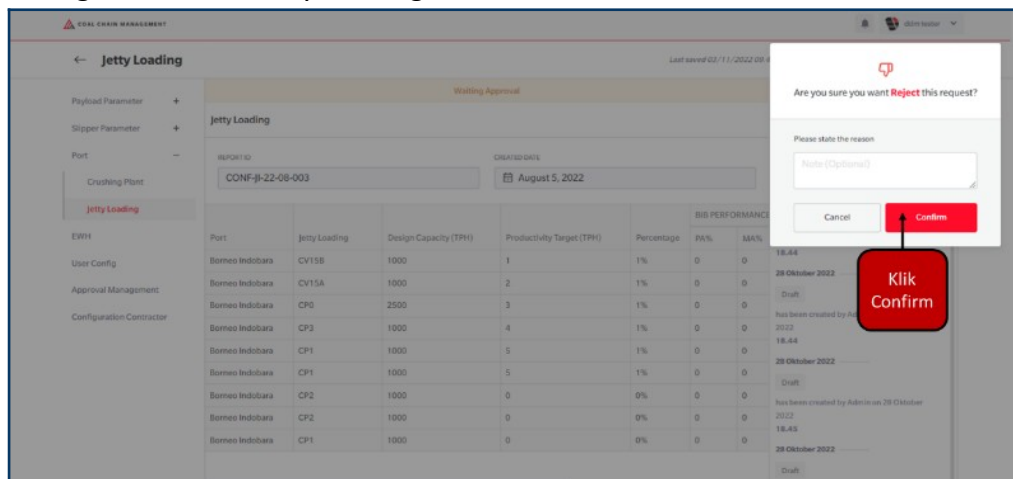 COAL CHAIN MANAGEMENT
ddm tester
← Jetty Loading
Last saved 03/11/2022
Waiting Approval
Payload Parameter +
Slipper Parameter +
Port −
Crushing Plant
Jetty Loading
EWH
User Config
Approval Management
Configuration Contractor
Jetty Loading
REPORT ID
CREATED DATE
CONF-JI-22-08-003
August 5, 2022
BIB PERFORMANCE
Port Jetty Loading Design Capacity (TPH) Productivity Target (TPH) Percentage PA% MA%
Borneo Indobara CV15B 1000 1 1% 0 0
Borneo Indobara CV15A 1000 2 1% 0 0
Borneo Indobara CP0 2500 3 1% 0 0
Borneo Indobara CP3 1000 4 1% 0 0
Borneo Indobara CP1 1000 5 1% 0 0
Borneo Indobara CP1 1000 5 1% 0 0
Borneo Indobara CP2 1000 0 0% 0 0
Borneo Indobara CP2 1000 0 0% 0 0
Borneo Indobara CP1 1000 0 0% 0 0
Are you sure you want Reject this request?
Please state the reason
Note (Optional)
Cancel
Confirm
Klik
Confirm
18.44
28 Oktober 2022
Draft
has been created by
2022
18.44
28 Oktober 2022
Draft
has been created by Admin on 28 Oktober
2022
18.45
28 Oktober 2022
Draft